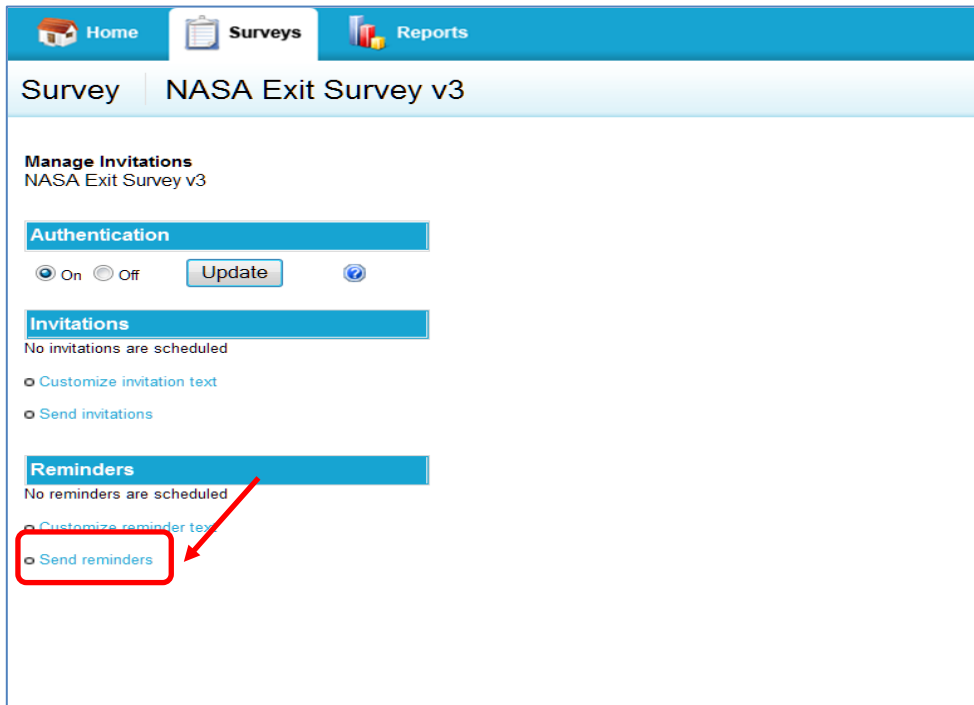 Home Surveys Reports
Survey NASA Exit Survey v3
Manage Invitations
NASA Exit Survey v3
Authentication
On Off Update
Invitations
No invitations are scheduled
Customize invitation text
Send invitations
Reminders
No reminders are scheduled
Customize reminder text
Send reminders